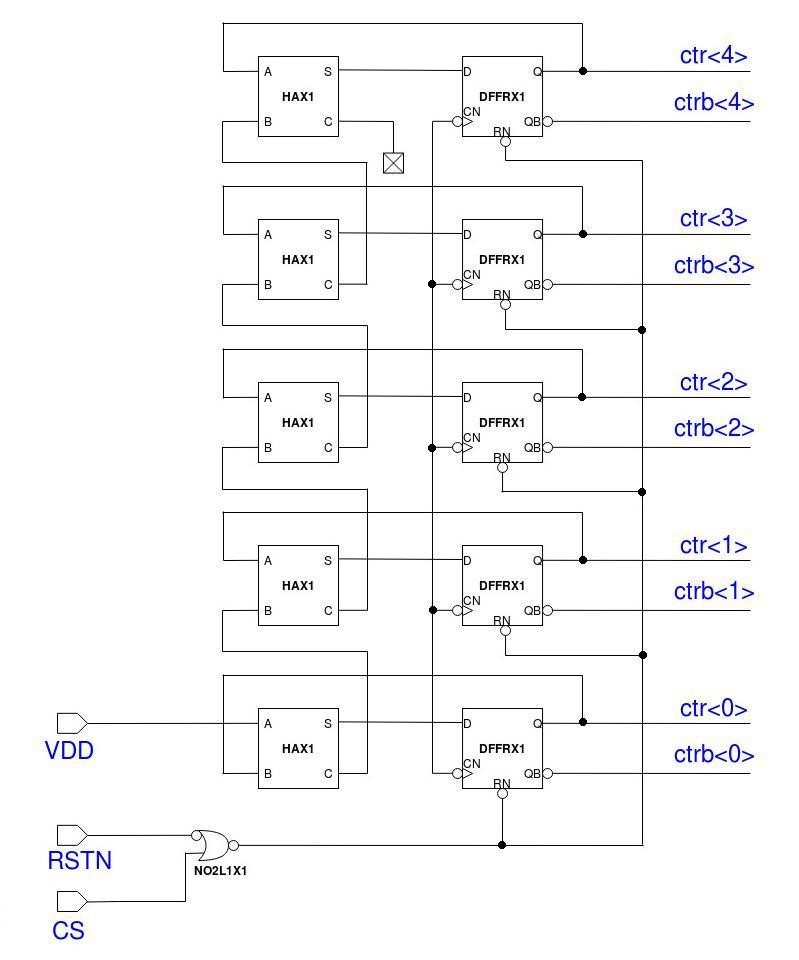 ctr<4>
ctrb<4>
ctr<3>
ctrb<3>
ctr<2>
ctrb<2>
ctr<1>
ctrb<1>
ctr<0>
ctrb<0>
Q QB
DFFRX1
RN
D CN
Q QB
DFFRX1
RN
D CN
Q QB
DFFRX1
RN
D CN
Q QB
DFFRX1
RN
D CN
Q QB
DFFRX1
RN
D CN
S C
HAX1
A B
S C
HAX1
A B
S C
HAX1
A B
S C
HAX1
A B
S C
HAX1
A B
NO2L1X1
VDD
RSTN
CS